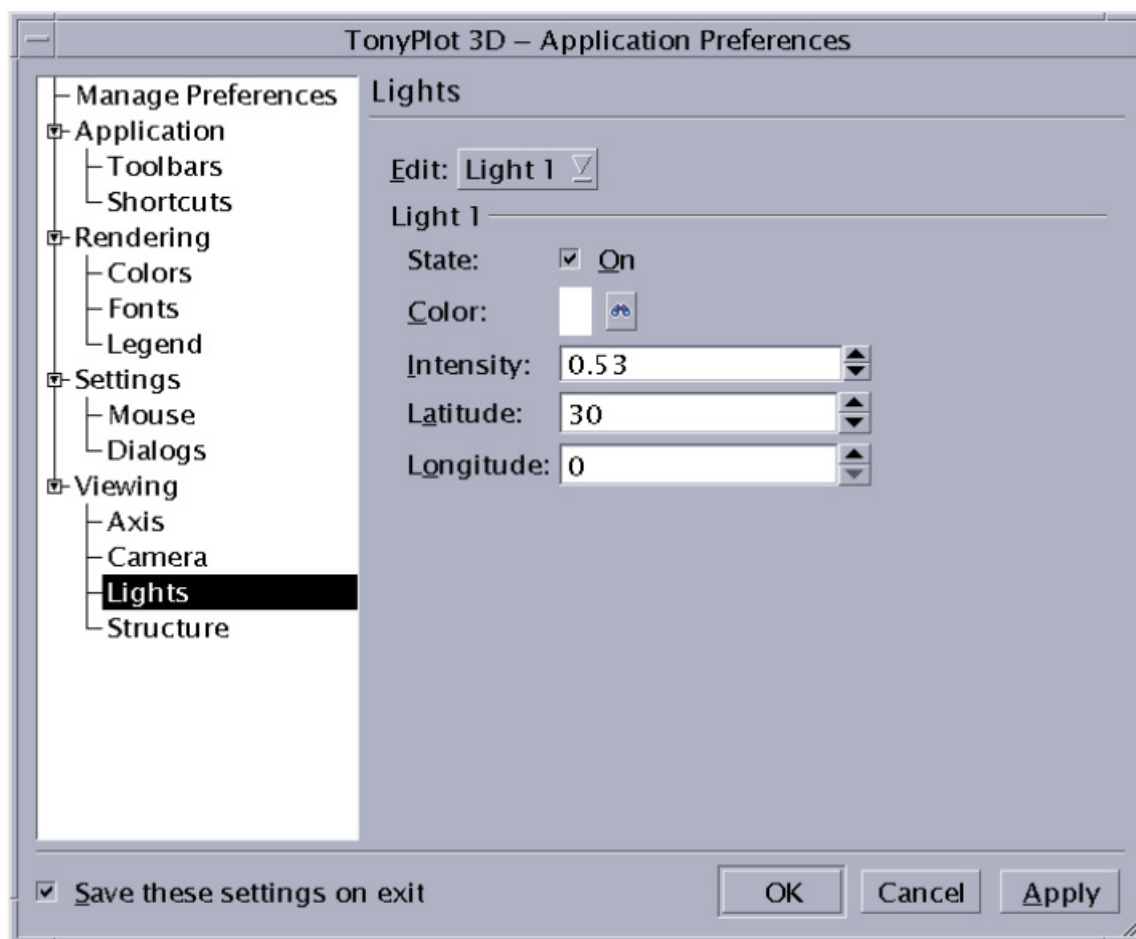 TonyPlot 3D – Application Preferences
Manage Preferences
Application
Toolbars
Shortcuts
Rendering
Colors
Fonts
Legend
Settings
Mouse
Dialogs
Viewing
Axis
Camera
Lights
Structure
Lights
Edit: Light 1
Light 1
State: On
Color:
Intensity: 0.53
Latitude: 30
Longitude: 0
Save these settings on exit
OK Cancel Apply